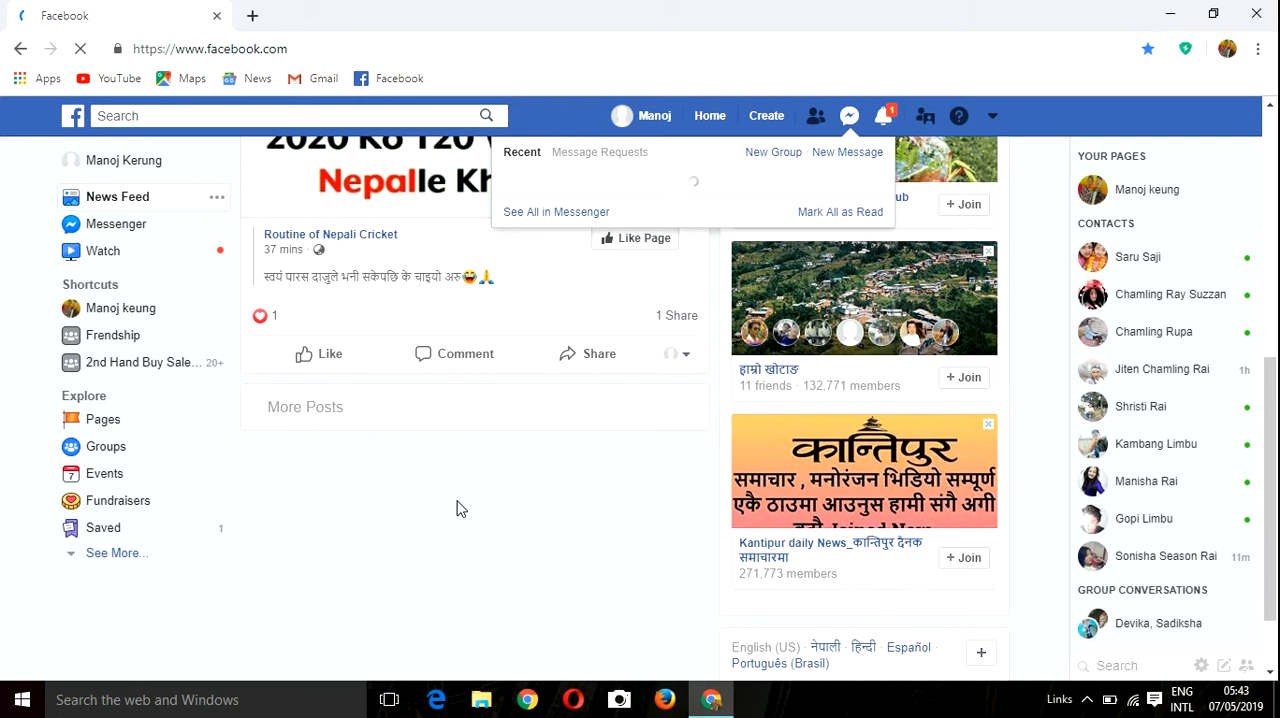 Facebook
https://www.facebook.com
Apps YouTube Maps News Gmail Facebook
Search
Manoj Home Create 1
Manoj Kerung
News Feed
Messenger
Watch
Shortcuts
Manoj keung
Frendship
2nd Hand Buy Sale... 20+
Explore
Pages
Groups
7 Events
Fundraisers
Saved 1
See More...
2020 Ko T20
Nepalle Kh
Routine of Nepali Cricket
37 mins ·
Like Page
स्वयं पारस दाजुले भनी सकेपछि के चाइयो अरु😂🙏
1
1 Share
Like Comment Share
More Posts
Recent Message Requests New Group New Message
See All in Messenger Mark All as Read
ub
+ Join
हाम्रो खोटाङ
11 friends · 132,771 members
+ Join
कान्तिपुर
समाचार , मनोरंजन भिडियो सम्पूर्ण
एकै ठाउमा आउनुस हामी संगै अगी
Kantipur daily News_कान्तिपुर दैनक
समाचारमा
271,773 members
+ Join
English (US) · नेपाली · हिन्दी · Español ·
Português (Brasil)
YOUR PAGES
Manoj keung
CONTACTS
Saru Saji
Chamling Ray Suzzan
Chamling Rupa
Jiten Chamling Rai 1h
Shristi Rai
Kambang Limbu
Manisha Rai
Gopi Limbu
Sonisha Season Rai 11m
GROUP CONVERSATIONS
Devika, Sadiksha
Search
Search the web and Windows
Links
ENG
INTL
05:43
07/05/2019